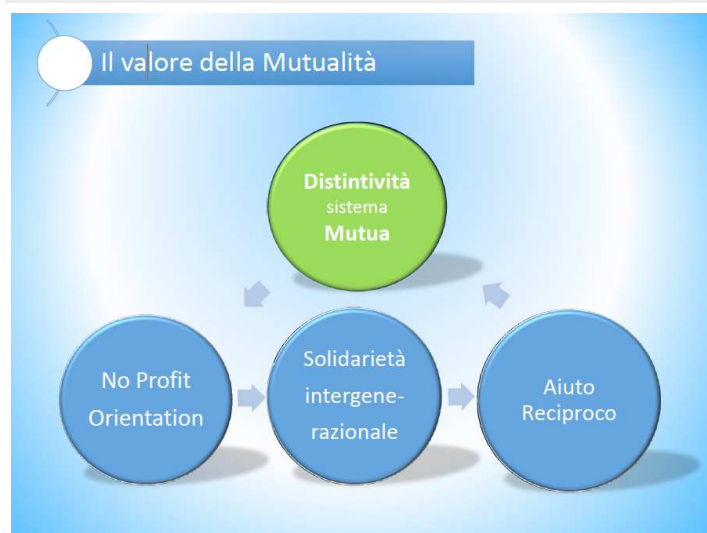 Il valore della Mutualità
Distintività
sistema
Mutua
No Profit
Orientation
Solidarietà
intergene-
razionale
Aiuto
Reciproco